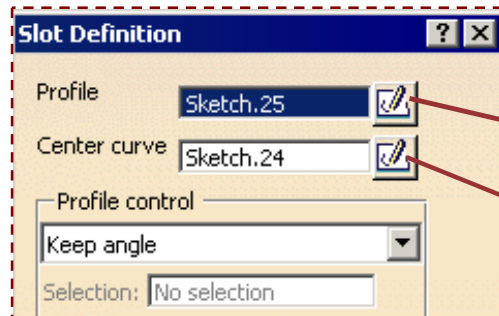 Slot Definition
Profile Sketch.25
Center curve Sketch.24
Profile control
Keep angle
Selection: No selection